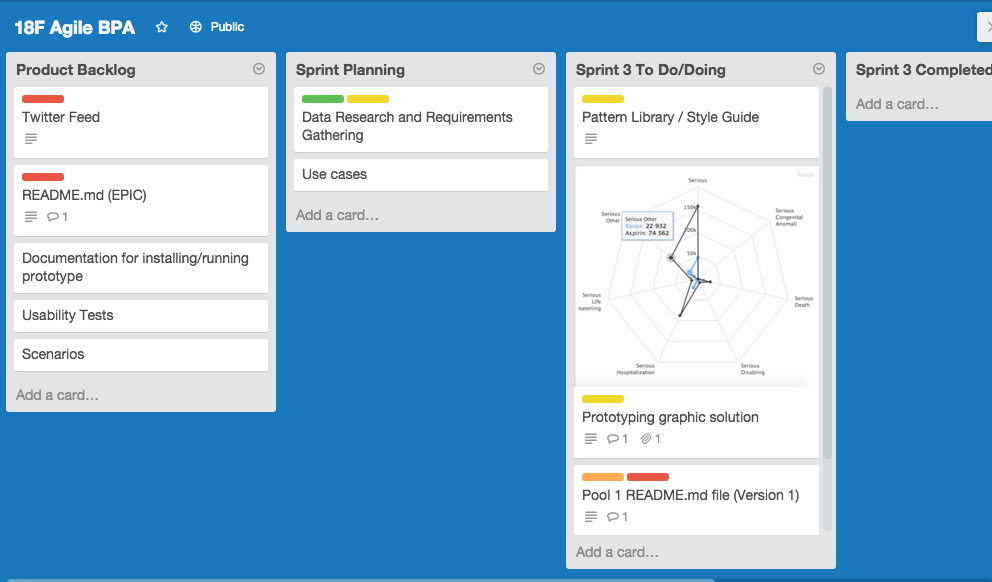 18F Agile BPA
Public
Product Backlog
Twitter Feed
README.md (EPIC)
1
Documentation for installing/running
prototype
Usability Tests
Scenarios
Add a card…
Sprint Planning
Data Research and Requirements
Gathering
Use cases
Add a card…
Sprint 3 To Do/Doing
Pattern Library / Style Guide
Serious
Serious
Other
Serious Other
Xanax: 22 932
Aspirin: 74 562
150k
100k
50k
Serious
Congenital
Anomali
Serious
Death
Serious
Disabling
Serious
Hospitalization
Serious
Life
reatening
Prototyping graphic solution
1
1
Pool 1 README.md file (Version 1)
1
Add a card…
Sprint 3 Completed
Add a card…